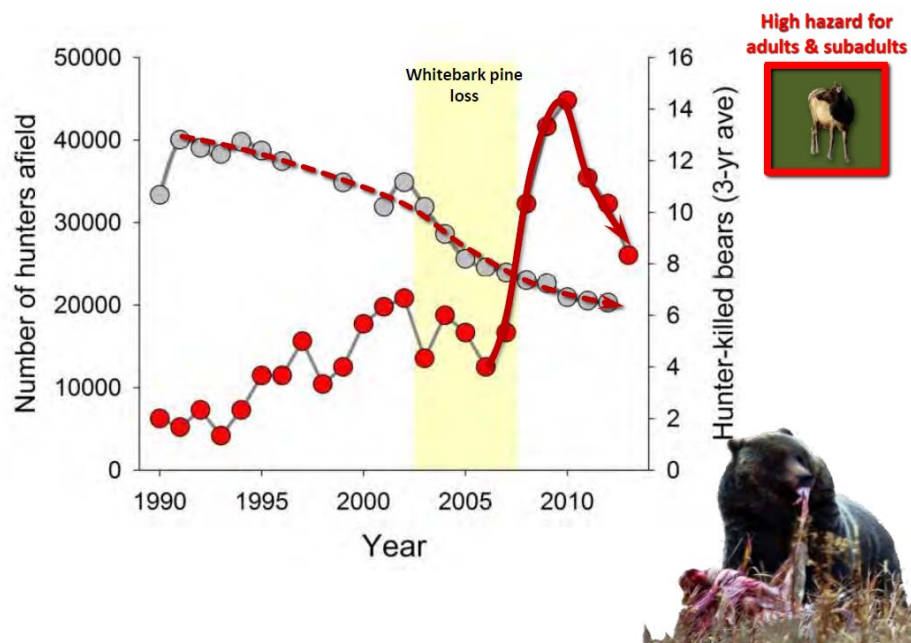 High hazard for
adults & subadults
Whitebark pine
loss
Number of hunters afield
50000
40000
30000
20000
10000
0
Hunter-killed bears (3-yr ave)
16
14
12
10
8
6
4
2
0
1990
1995
2000
2005
2010
Year